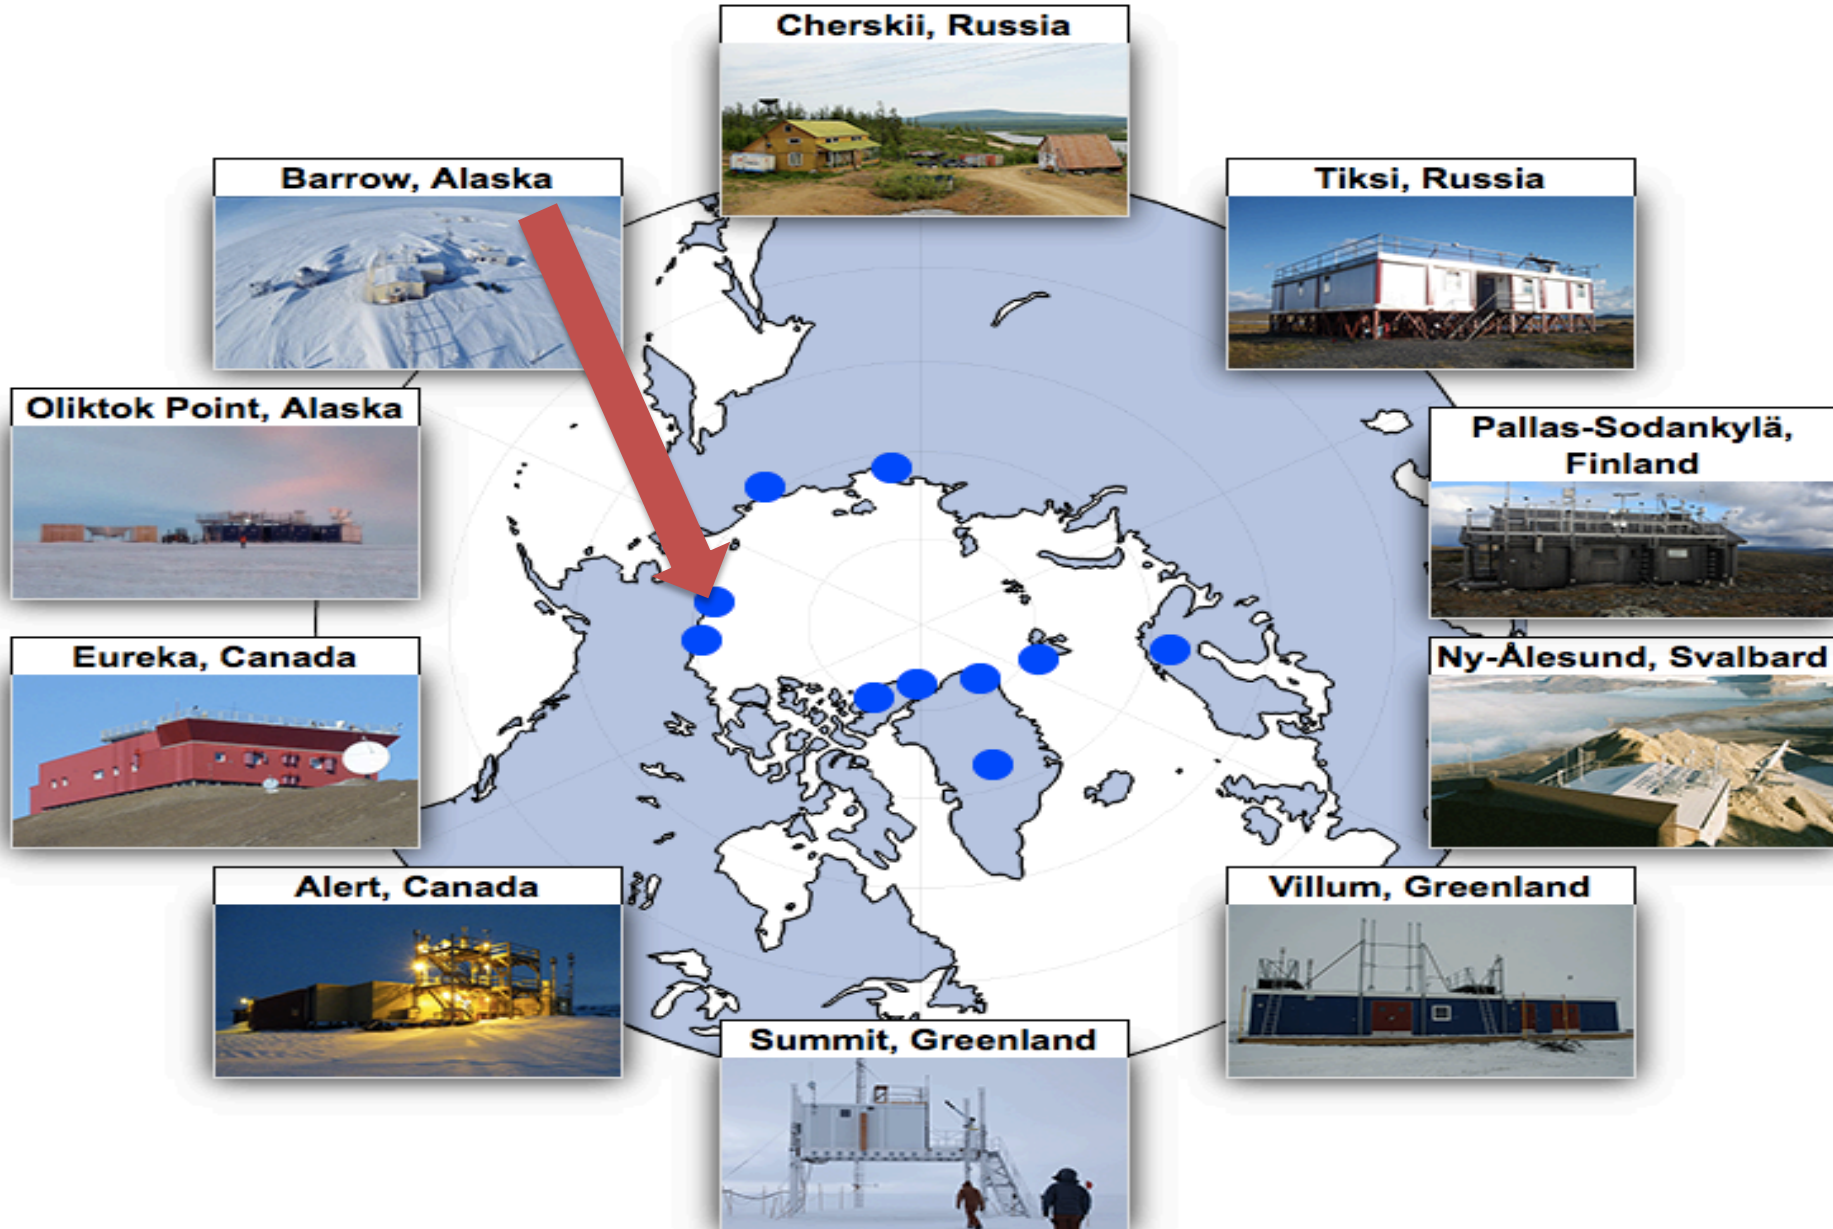 Cherskii, Russia
Barrow, Alaska
Tiksi, Russia
Oliktok Point, Alaska
Pallas-Sodankylä,
Finland
Eureka, Canada
Ny-Ålesund, Svalbard
Alert, Canada
Villum, Greenland
Summit, Greenland